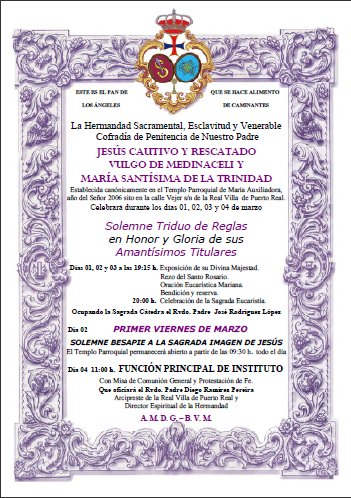 ESTE ES EL PAN DE
LOS ÁNGELES
QUE SE HACE ALIMENTO
DE CAMINANTES
La Hermandad Sacramental, Esclavitud y Venerable
Cofradía de Penitencia de Nuestro Padre
JESÚS CAUTIVO Y RESCATADO
VULGO DE MEDINACELI Y
MARÍA SANTÍSIMA DE LA TRINIDAD
Establecida canónicamente en el Templo Parroquial de María Auxiliadora,
año del Señor 2006 sito en la calle Vejer s/n de la Real Villa de Puerto Real.
Celebrará durante los días 01, 02, 03 y 04 de marzo
Solemne Triduo de Reglas
en Honor y Gloria de sus
Amantísimos Titulares
Días 01, 02 y 03 a las 19:15 h. Exposición de su Divina Majestad.
Rezo del Santo Rosario.
Oración Eucarística Mariana.
Bendición y reserva.
20:00 h. Celebración de la Sagrada Eucaristía.
Ocupando la Sagrada Cátedra el Rvdo. Padre José Rodríguez López
Día 02 PRIMER VIERNES DE MARZO
SOLEMNE BESAPIE A LA SAGRADA IMAGEN DE JESÚS
El Templo Parroquial permanecerá abierto a partir de las 09:30 h. todo el día
Día 04 11:00 h. FUNCIÓN PRINCIPAL DE INSTITUTO
Con Misa de Comunión General y Protestación de Fe.
Que oficiará el Rvdo. Padre Diego Ramírez Pereira
Arcipreste de la Real Villa de Puerto Real y
Director Espiritual de la Hermandad
A. M. D. G. – B. V. M.